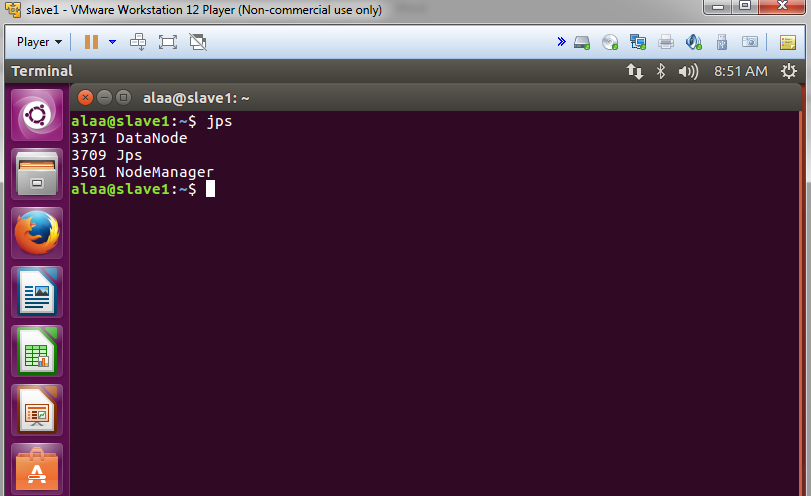 slave1 - VMware Workstation 12 Player (Non-commercial use only)
Player
Terminal
8:51 AM
alaa@slave1: ~
alaa@slave1:~$ jps
3371 DataNode
3709 Jps
3501 NodeManager
alaa@slave1:~$